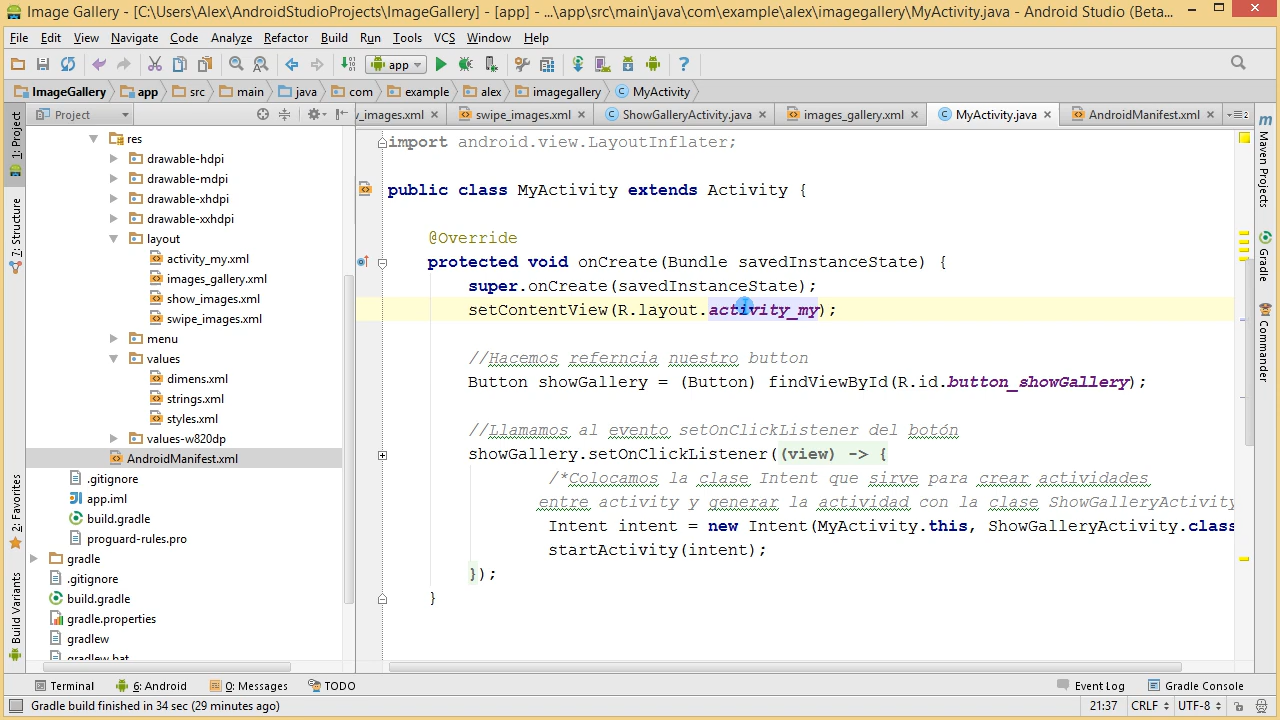 Image Gallery - [C:\Users\Alex\AndroidStudioProjects\ImageGallery] - [app] - ...\app\src\main\java\com\example\alex\imagegallery\MyActivity.java - Android Studio (Beta...
File Edit View Navigate Code Analyze Refactor Build Run Tools VCS Window Help
app
ImageGallery app src main java com example alex imagegallery MyActivity
Project
y_images.xml swipe_images.xml ShowGalleryActivity.java images_gallery.xml MyActivity.java AndroidManifest.xml
1: Project
7: Structure
2: Favorites
Build Variants
res
drawable-hdpi
drawable-mdpi
drawable-xhdpi
drawable-xxhdpi
layout
activity_my.xml
images_gallery.xml
show_images.xml
swipe_images.xml
menu
values
dimens.xml
strings.xml
styles.xml
values-w820dp
AndroidManifest.xml
.gitignore
app.iml
build.gradle
proguard-rules.pro
gradle
.gitignore
build.gradle
gradle.properties
gradlew
gradlew.bat
import android.view.LayoutInflater;
public class MyActivity extends Activity {
@Override
protected void onCreate(Bundle savedInstanceState) {
super.onCreate(savedInstanceState);
setContentView(R.layout.activity_my);
//Hacemos referncia nuestro button
Button showGallery = (Button) findViewById(R.id.button_showGallery);
//Llamamos al evento setOnClickListener del botón
showGallery.setOnClickListener((view) -> {
/*Colocamos la clase Intent que sirve para crear actividades
entre activity y generar la actividad con la clase ShowGalleryActivity
Intent intent = new Intent(MyActivity.this, ShowGalleryActivity.class
startActivity(intent);
});
}
Maven Projects
Gradle
Commander
Terminal 6: Android 0: Messages TODO Event Log Gradle Console
Gradle build finished in 34 sec (29 minutes ago) 21:37 CRLF UTF-8